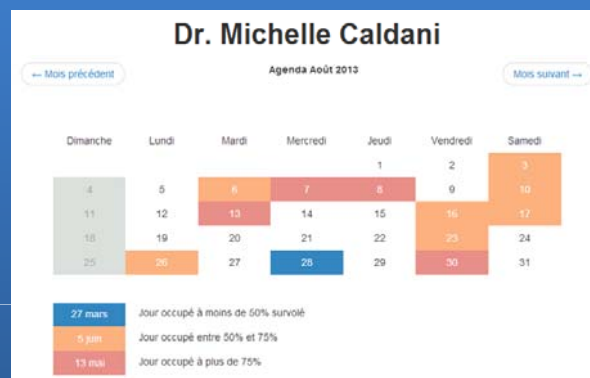 Dr. Michelle Caldani
← Mois précédent
Agenda Août 2013
Mois suivant →
Dimanche Lundi Mardi Mercredi Jeudi Vendredi Samedi
1 2 3
4 5 6 7 8 9 10
11 12 13 14 15 16 17
18 19 20 21 22 23 24
25 26 27 28 29 30 31
27 mars Jour occupé à moins de 50% survolé
5 juin Jour occupé entre 50% et 75%
13 mai Jour occupé à plus de 75%